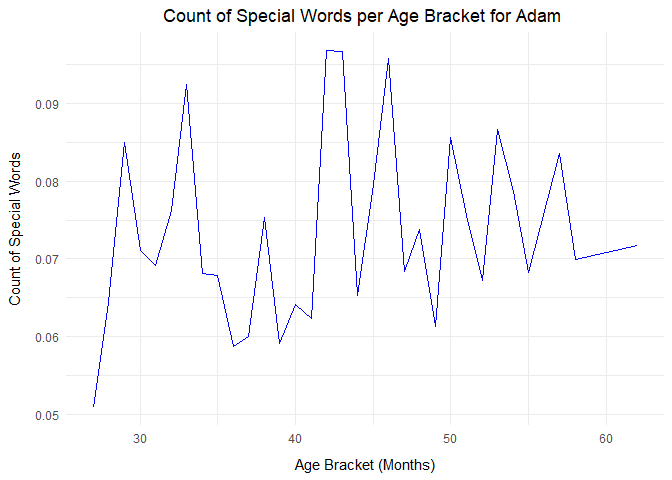 Count of Special Words per Age Bracket for Adam
Count of Special Words
0.09
0.08
0.07
0.06
0.05
30 40 50 60
Age Bracket (Months)